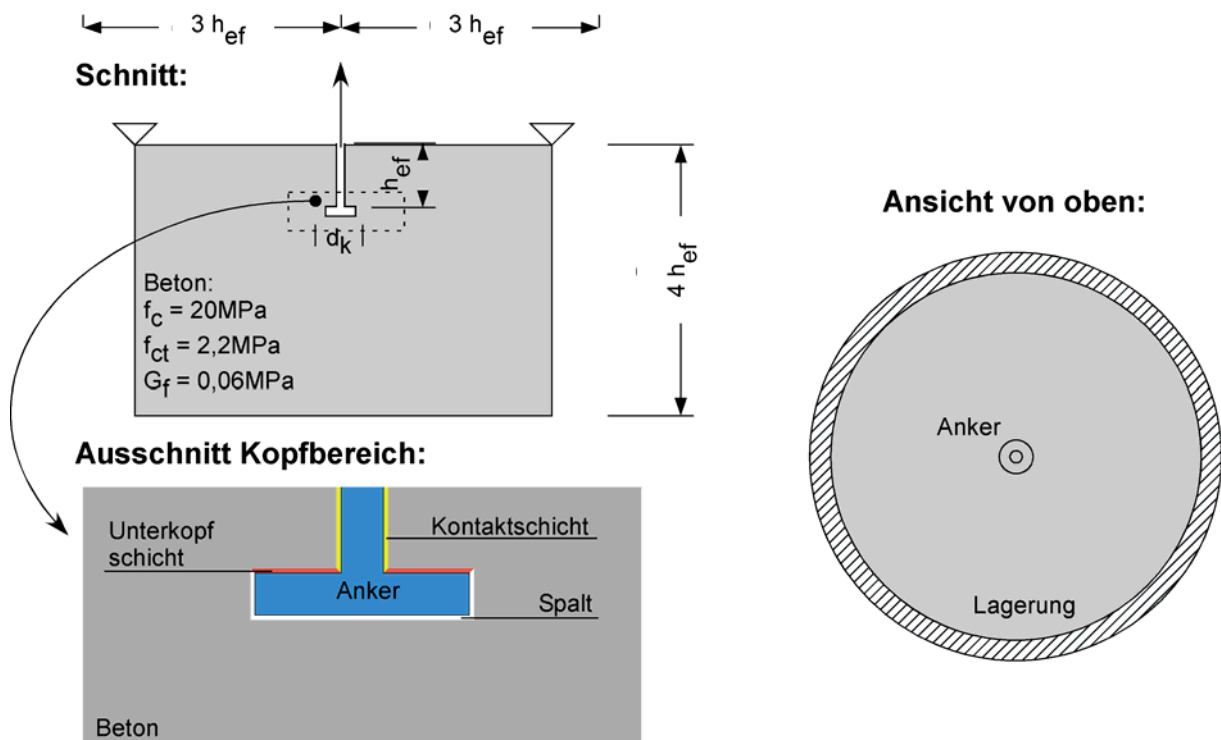 3 h_ef 3 h_ef
Schnitt:
h_ef
d_k
4 h_ef
Beton:
f_c = 20MPa
f_ct = 2,2MPa
G_f = 0,06MPa
Ansicht von oben:
Anker
Lagerung
Ausschnitt Kopfbereich:
Unterkopf
schicht
Kontaktschicht
Anker
Spalt
Beton